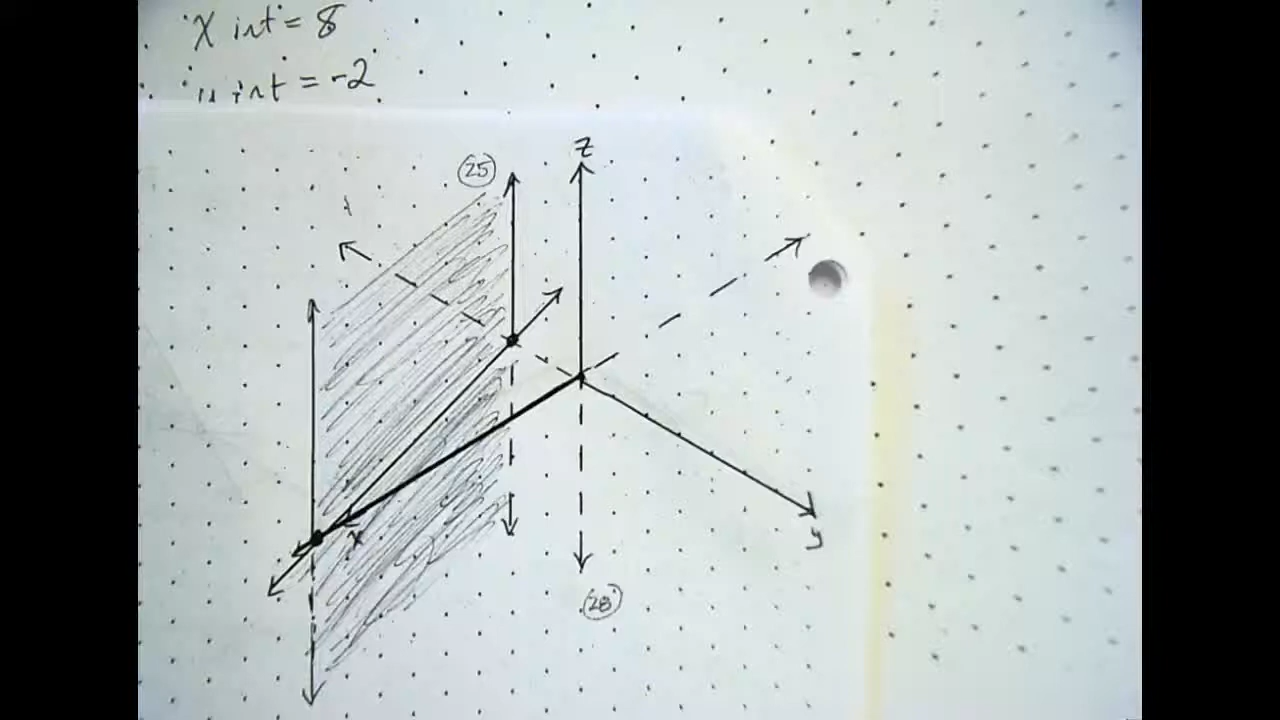 x int = 8
y int = -2
25
z
x
y
28